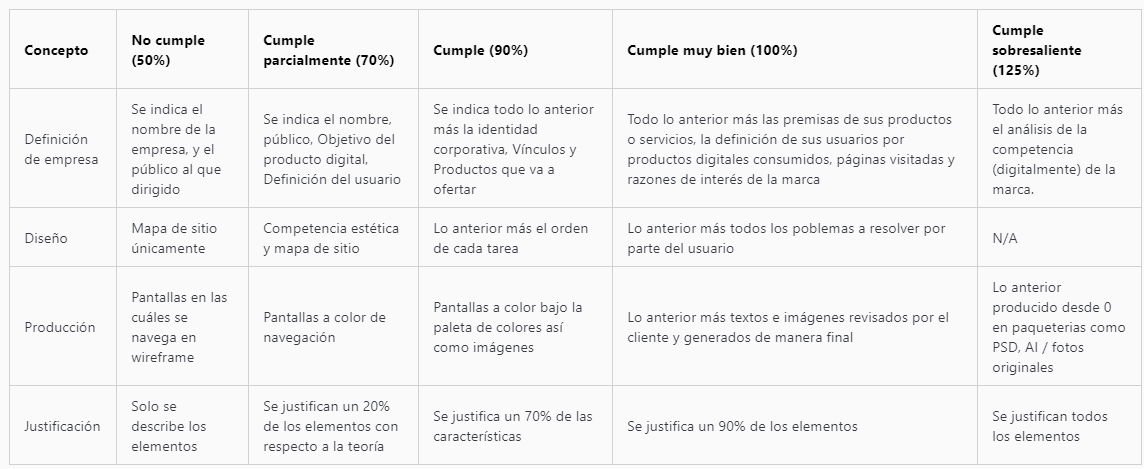 Concepto
No cumple
(50%)
Cumple
parcialmente (70%)
Cumple (90%)
Cumple muy bien (100%)
Cumple
sobresaliente
(125%)
Definición
de empresa
Se indica el
nombre de la
empresa, y el
público al que
dirigido
Se indica el nombre,
público, Objetivo del
producto digital,
Definición del usuario
Se indica todo lo anterior
más la identidad
corporativa, Vínculos y
Productos que va a
ofertar
Todo lo anterior más las premisas de sus productos
o servicios, la definición de sus usuarios por
productos digitales consumidos, páginas visitadas y
razones de interés de la marca
Todo lo anterior más
el análisis de la
competencia
(digitalmente) de la
marca.
Diseño
Mapa de sitio
únicamente
Competencia estética
y mapa de sitio
Lo anterior más el orden
de cada tarea
Lo anterior más todos los poblemas a resolver por
parte del usuario
N/A
Producción
Pantallas en las
cuáles se
navega en
wireframe
Pantallas a color de
navegación
Pantallas a color bajo la
paleta de colores así
como imágenes
Lo anterior más textos e imágenes revisados por el
cliente y generados de manera final
Lo anterior
producido desde 0
en paqueterias como
PSD, AI / fotos
originales
Justificación
Solo se
describe los
elementos
Se justifican un 20%
de los elementos con
respecto a la teoría
Se justifica un 70% de las
características
Se justifica un 90% de los elementos
Se justifican todos
los elementos